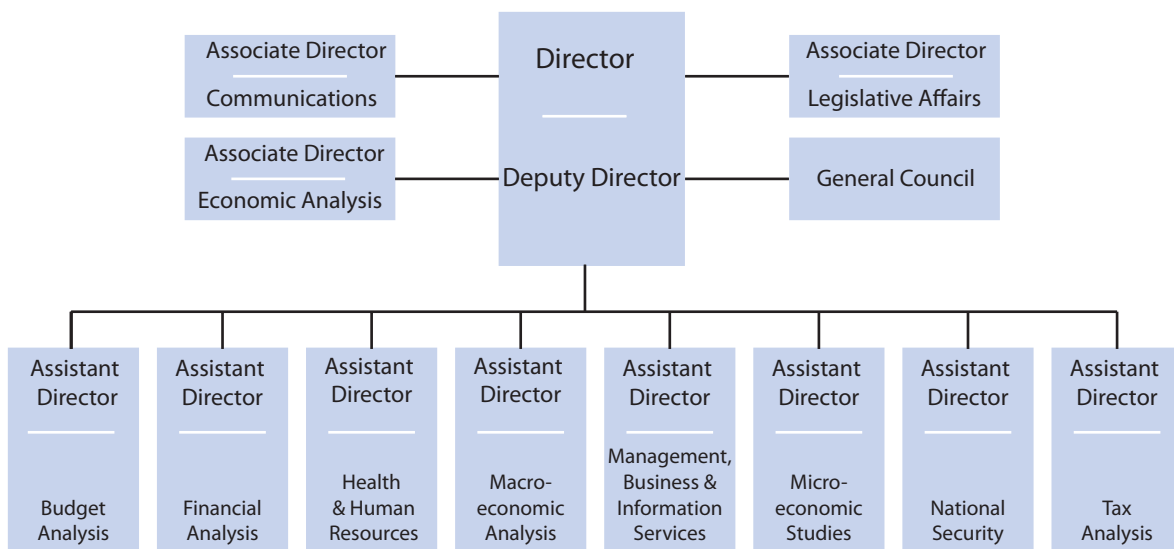 Associate Director
Communications
Director
Deputy Director
Associate Director
Legislative Affairs
Associate Director
Economic Analysis
General Council
Assistant
Director
Budget
Analysis
Assistant
Director
Financial
Analysis
Assistant
Director
Health
& Human
Resources
Assistant
Director
Macro-
economic
Analysis
Assistant
Director
Management,
Business &
Information
Services
Assistant
Director
Micro-
economic
Studies
Assistant
Director
National
Security
Assistant
Director
Tax
Analysis